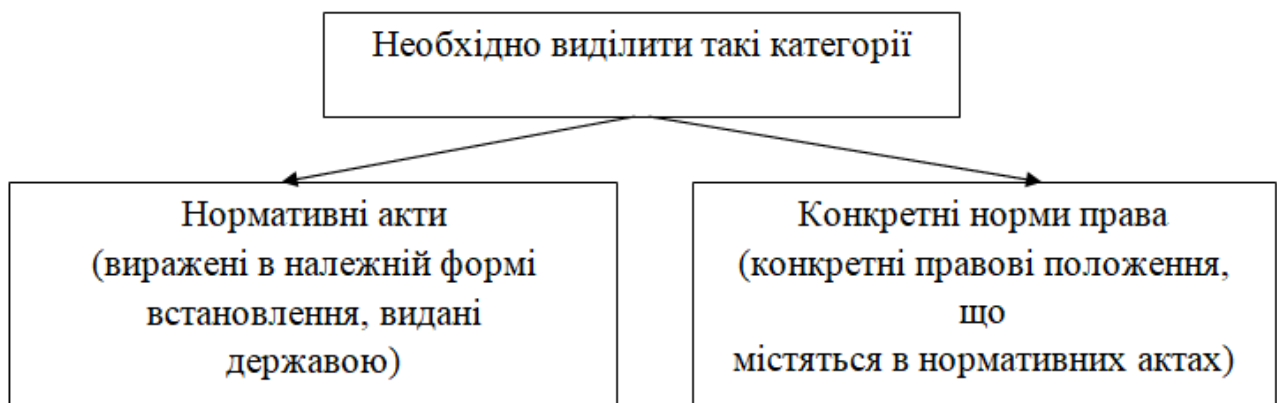 Необхідно виділити такі категорії
Нормативні акти
(виражені в належній формі
встановлення, видані
державою)
Конкретні норми права
(конкретні правові положення,
що
містяться в нормативних актах)